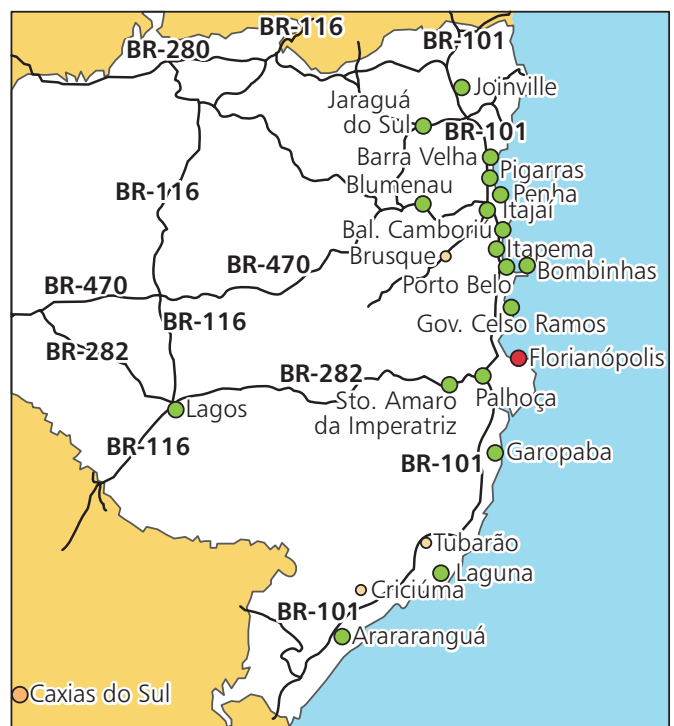 BR-116
BR-101
BR-280
Joinville
Jaraguá
do Sul
BR-101
Barra Velha
Pigarras
Blumenau
Penha
BR-116
Itajaí
Bal. Camboriú
Itapema
Brusque
BR-470
Bombinhas
Porto Belo
BR-470
BR-116
Gov. Celso Ramos
BR-282
Florianópolis
BR-282
Palhoça
Sto. Amaro
da Imperatriz
Lagos
BR-116
Garopaba
BR-101
Tubarão
Laguna
Criciúma
BR-101
Arararanguá
Caxias do Sul